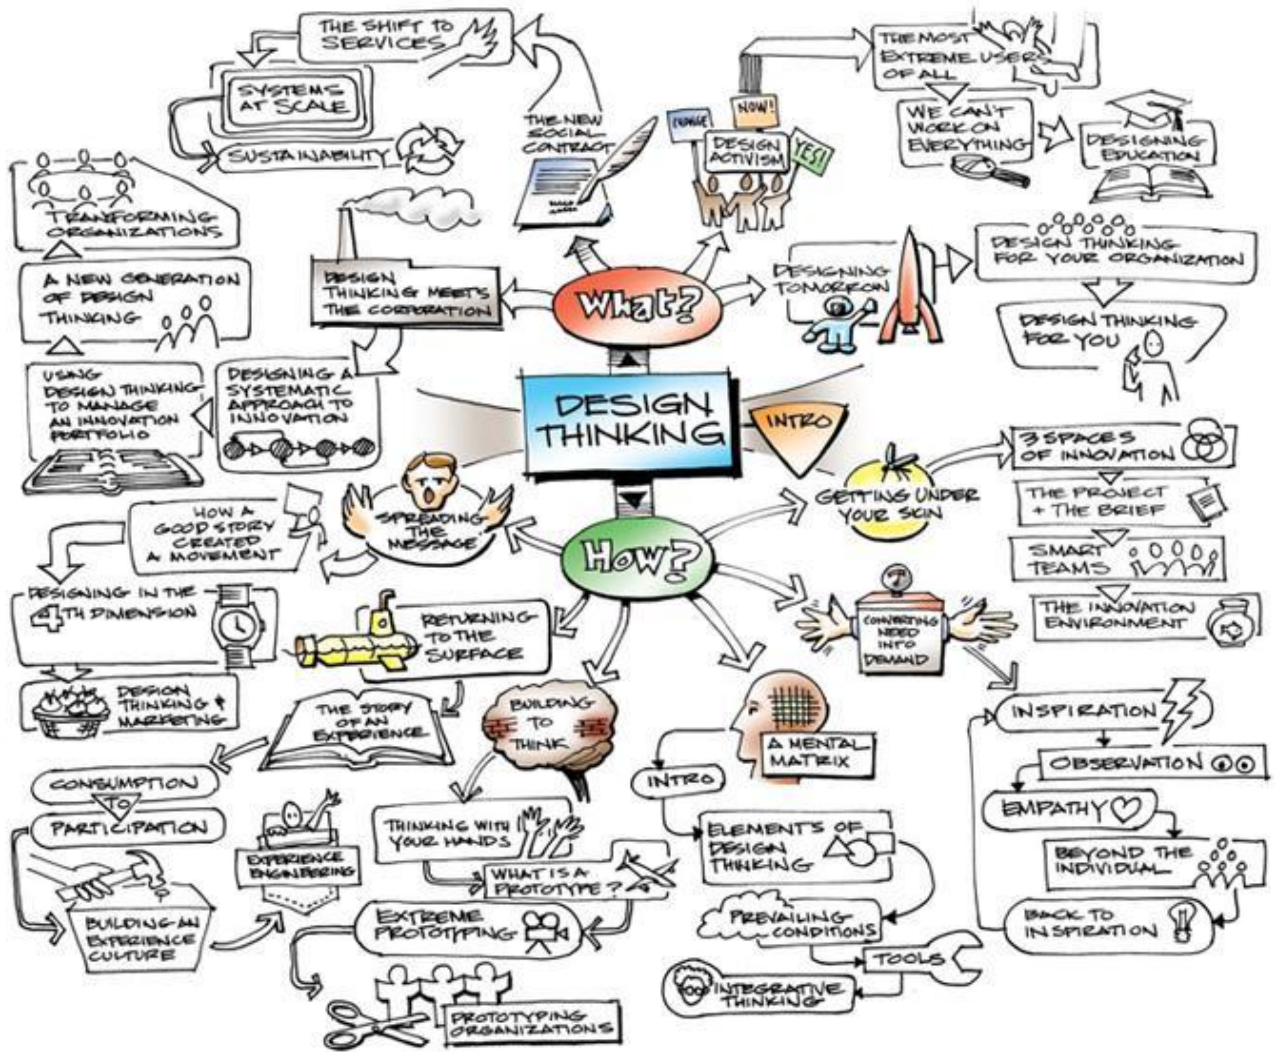 DESIGN
THINKING
INTRO
What?
THE NEW
SOCIAL
CONTRACT
THE SHIFT TO
SERVICES
SYSTEMS
AT SCALE
SUSTAINABILITY
CHANGE
NOW!
YES!
DESIGN
ACTIVISM
THE MOST
EXTREME USERS
OF ALL
WE CAN'T
WORK ON
EVERYTHING
DESIGNING
EDUCATION
DESIGNING
TOMORROW
DESIGN THINKING
FOR YOUR ORGANIZATION
DESIGN THINKING
FOR YOU
DESIGN
THINKING MEETS
THE CORPORATION
DESIGNING A
SYSTEMATIC
APPROACH TO
INNOVATION
USING
DESIGN THINKING
TO MANAGE
AN INNOVATION
PORTFOLIO
A NEW GENERATION
OF DESIGN
THINKING
TRANFORMING
ORGANIZATIONS
How?
GETTING UNDER
YOUR SKIN
3 SPACES
OF INNOVATION
THE PROJECT
+ THE BRIEF
SMART
TEAMS
THE INNOVATION
ENVIRONMENT
CONVERTING
NEED
INTO
DEMAND
INSPIRATION
OBSERVATION
EMPATHY
BEYOND THE
INDIVIDUAL
BACK TO
INSPIRATION
A MENTAL
MATRIX
INTRO
ELEMENTS OF
DESIGN
THINKING
PREVAILING
CONDITIONS
TOOLS
INTEGRATIVE
THINKING
BUILDING
TO
THINK
THINKING WITH
YOUR HANDS
WHAT IS A
PROTOTYPE?
EXTREME
PROTOTYPING
PROTOTYPING
ORGANIZATIONS
RETURNING
TO THE
SURFACE
THE STORY
OF AN
EXPERIENCE
CONSUMPTION
TO
PARTICIPATION
BUILDING AN
EXPERIENCE
CULTURE
EXPERIENCE
ENGINEERING
SPREADING
THE
MESSAGE
HOW A
GOOD STORY
CREATED
A MOVEMENT
DESIGNING IN THE
4TH DIMENSION
DESIGN
THINKING &
MARKETING